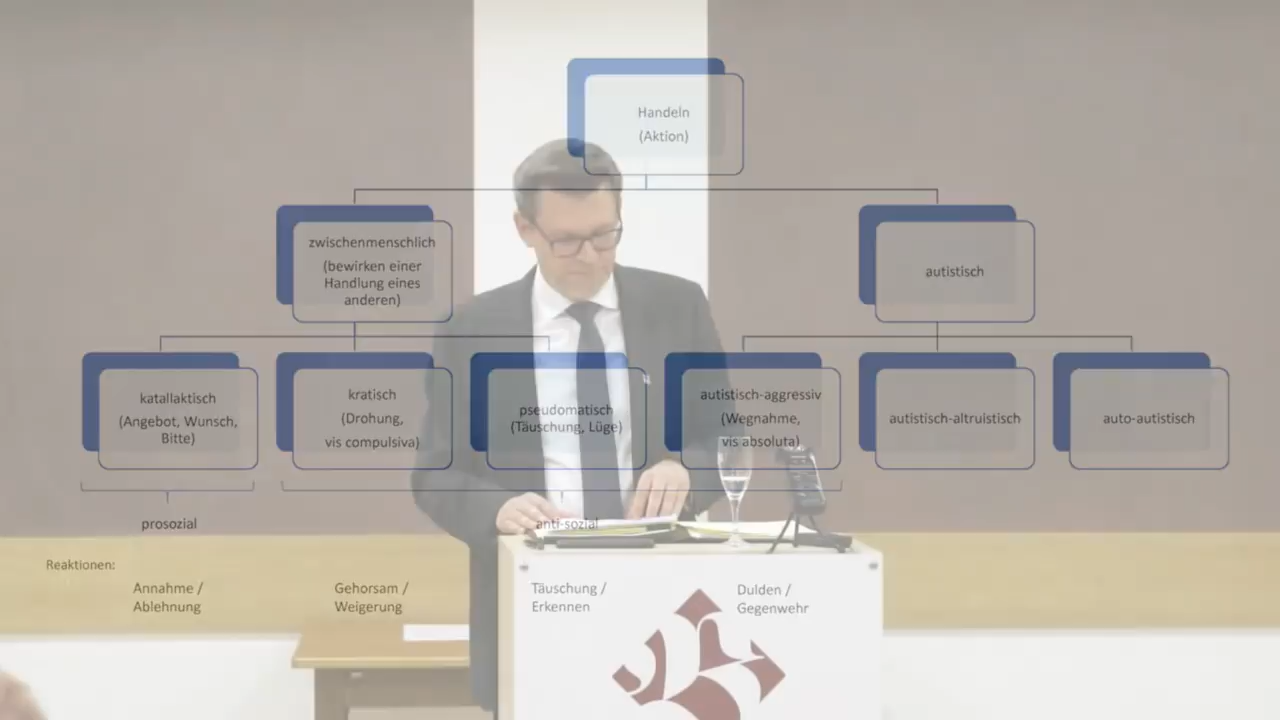 Handeln
(Aktion)
zwischenmenschlich
(bewirken einer
Handlung eines
anderen)
autistisch
katallaktisch
(Angebot, Wunsch,
Bitte)
kratisch
(Drohung,
vis compulsiva)
pseudomatisch
(Täuschung, Lüge)
autistisch-aggressiv
(Wegnahme,
vis absoluta)
autistisch-altruistisch
auto-autistisch
prosozial
anti-sozial
Reaktionen:
Annahme /
Ablehnung
Gehorsam /
Weigerung
Täuschung /
Erkennen
Dulden /
Gegenwehr